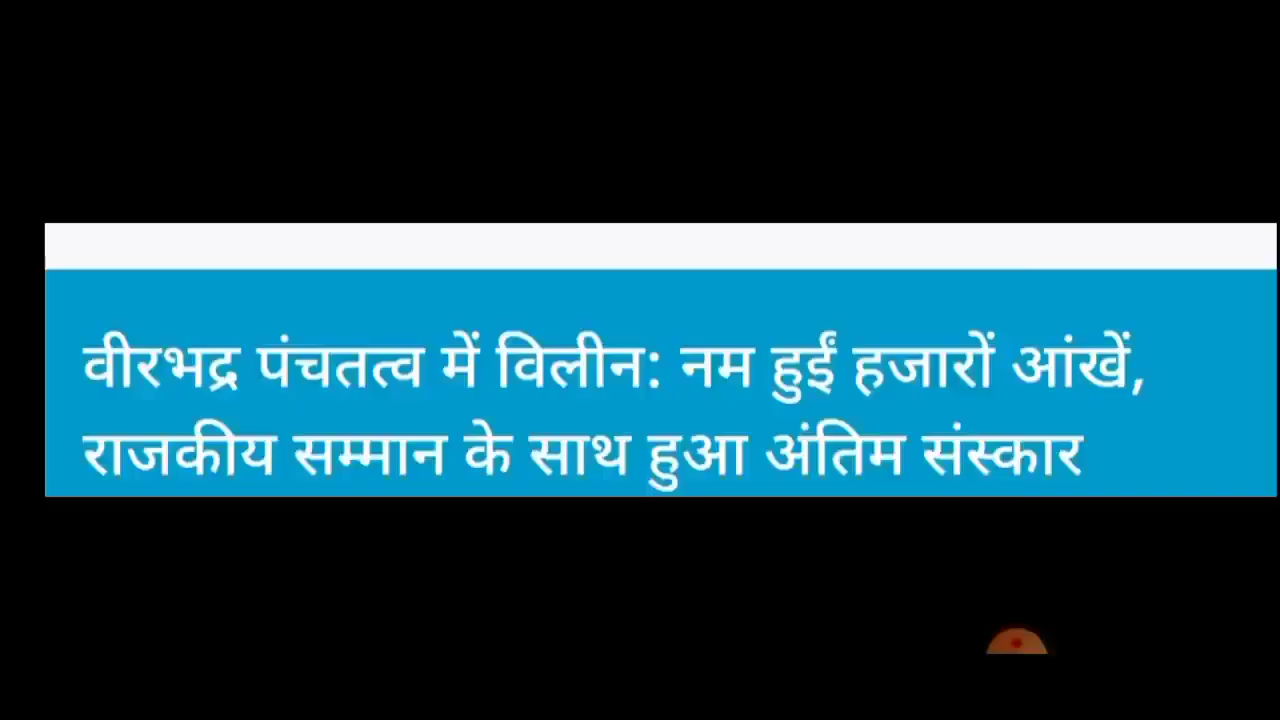 वीरभद्र पंचतत्व में विलीन: नम हुईं हजारों आंखें,
राजकीय सम्मान के साथ हुआ अंतिम संस्कार